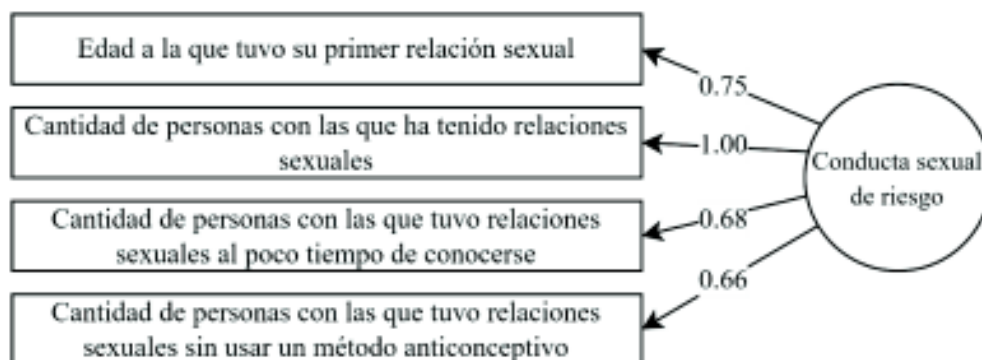 Edad a la que tuvo su primer relación sexual
0.75
Cantidad de personas con las que ha tenido relaciones
sexuales
1.00
Conducta sexual
de riesgo
Cantidad de personas con las que tuvo relaciones
sexuales al poco tiempo de conocerse
0.68
0.66
Cantidad de personas con las que tuvo relaciones
sexuales sin usar un método anticonceptivo